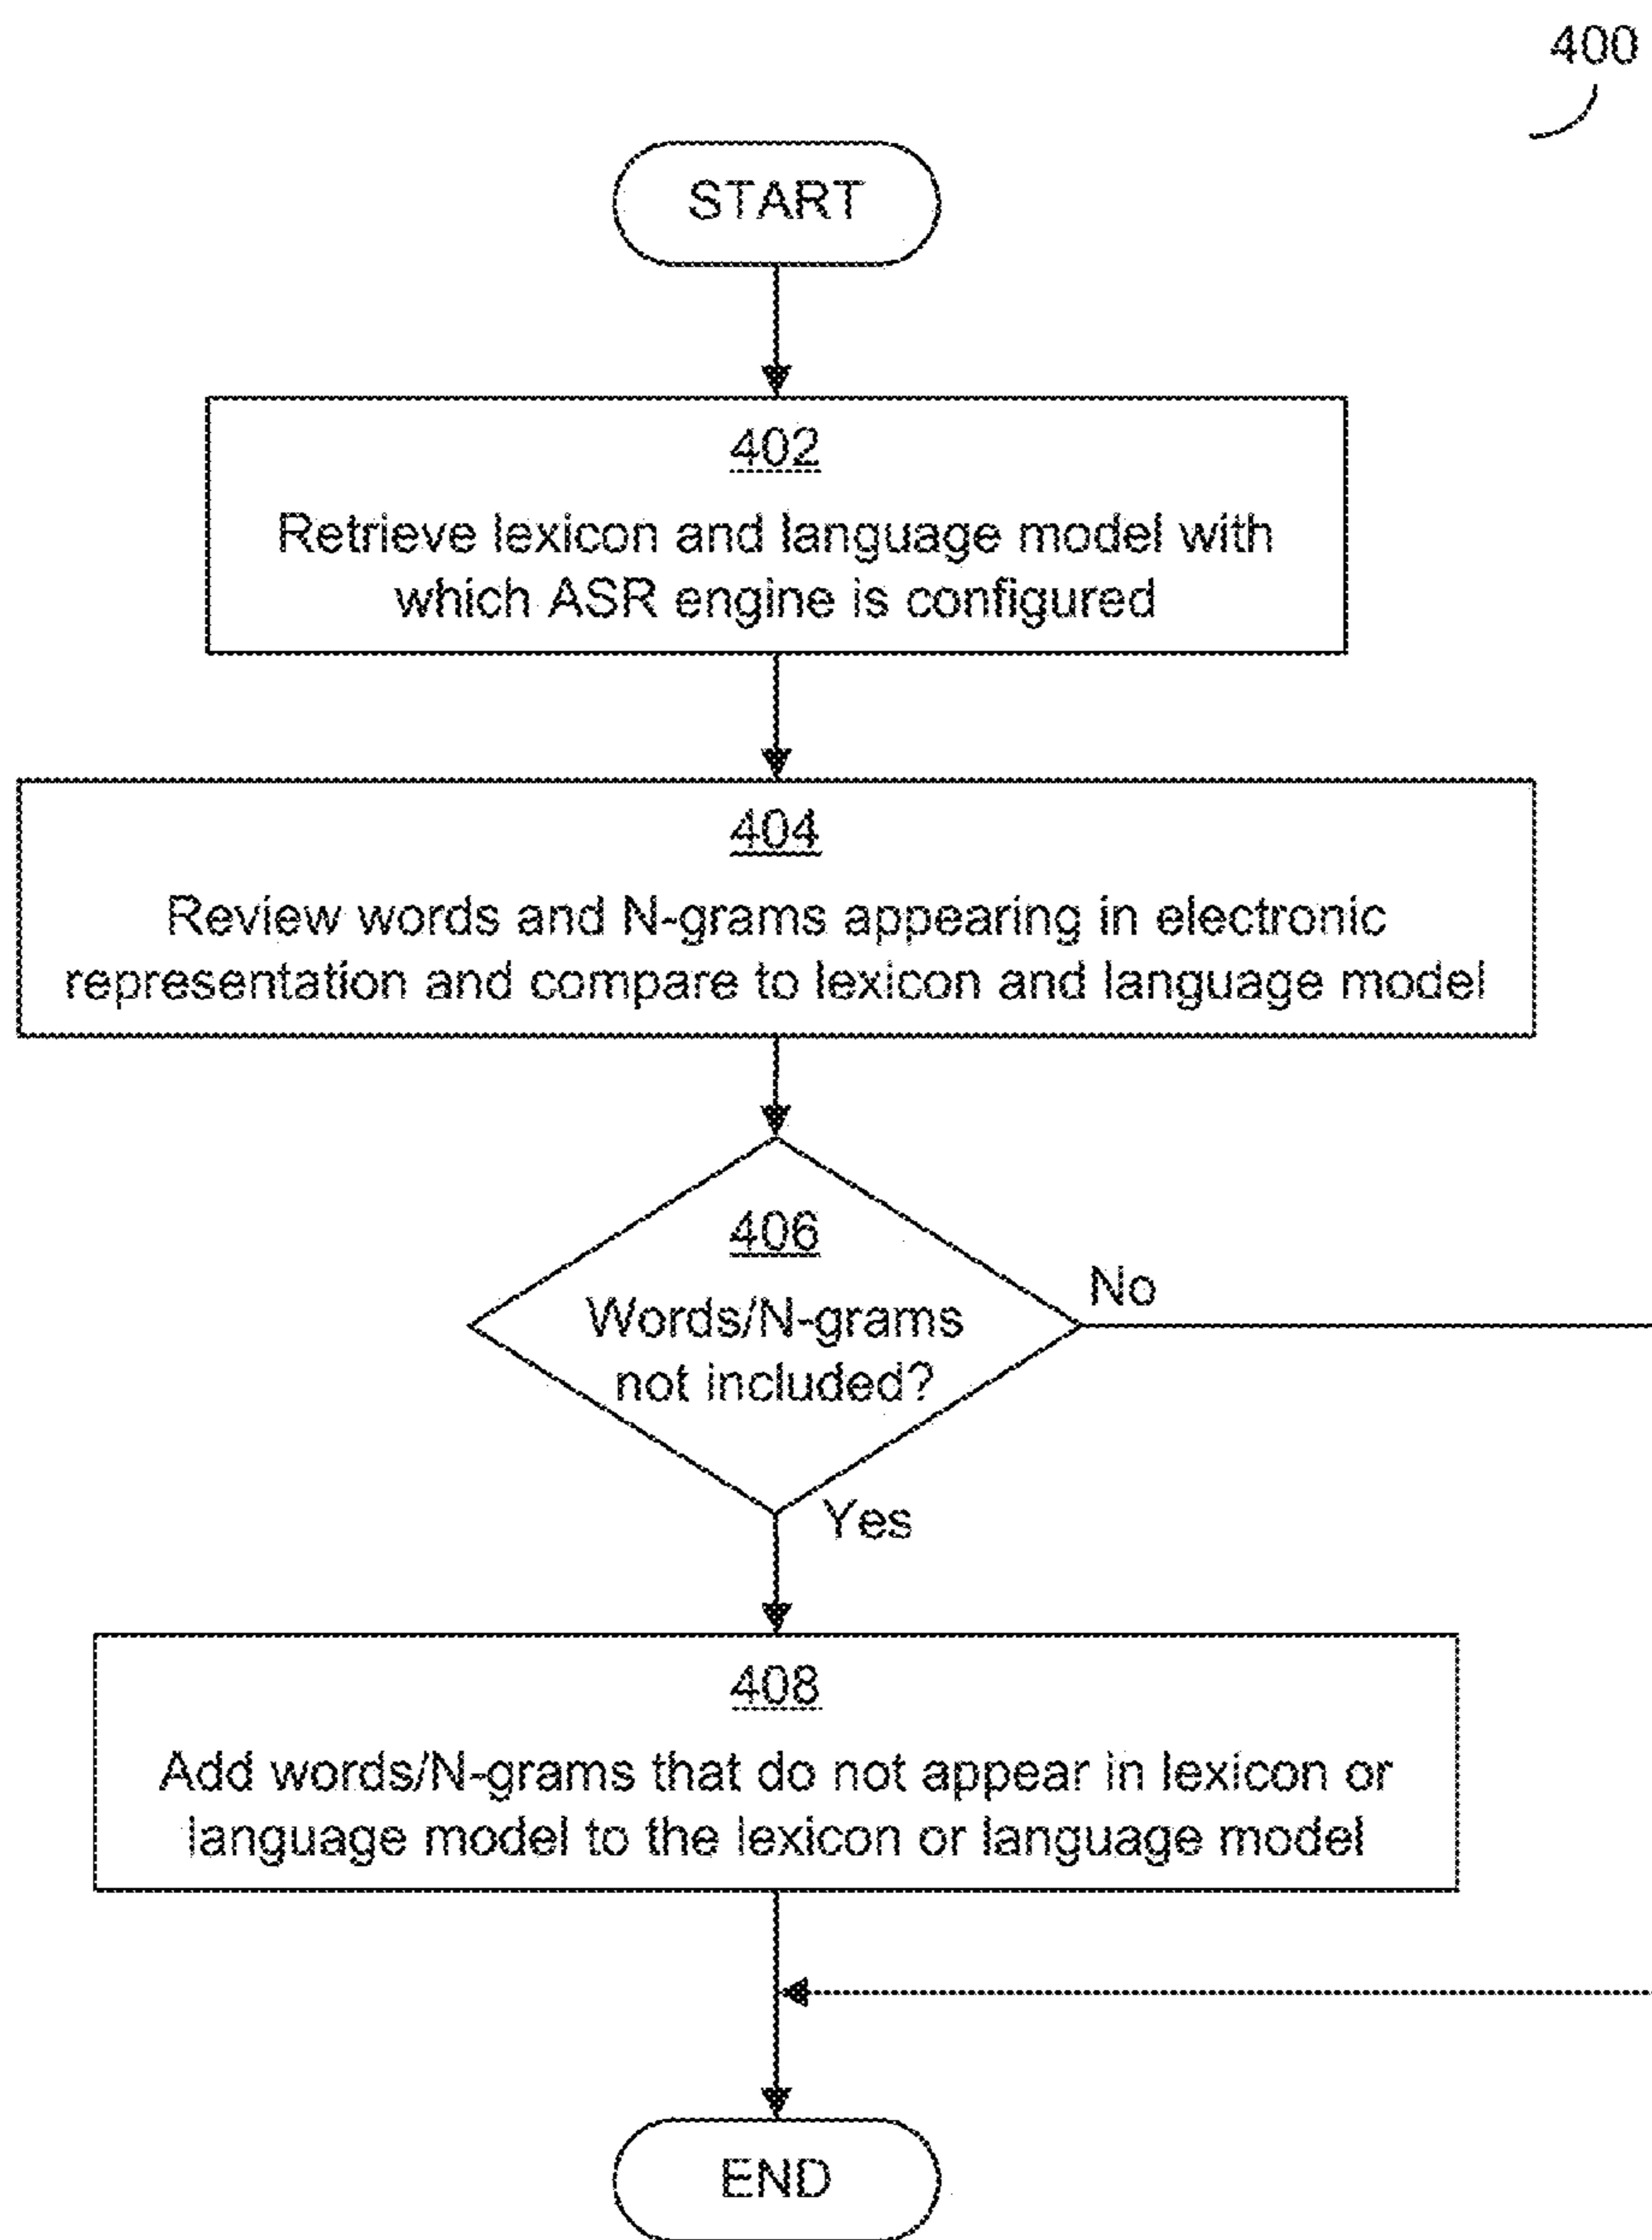 400
START
402
Retrieve lexicon and language model with
which ASR engine is configured
404
Review words and N-grams appearing in electronic
representation and compare to lexicon and language model
406
Words/N-grams
not included?
No
Yes
408
Add words/N-grams that do not appear in lexicon or
language model to the lexicon or language model
END